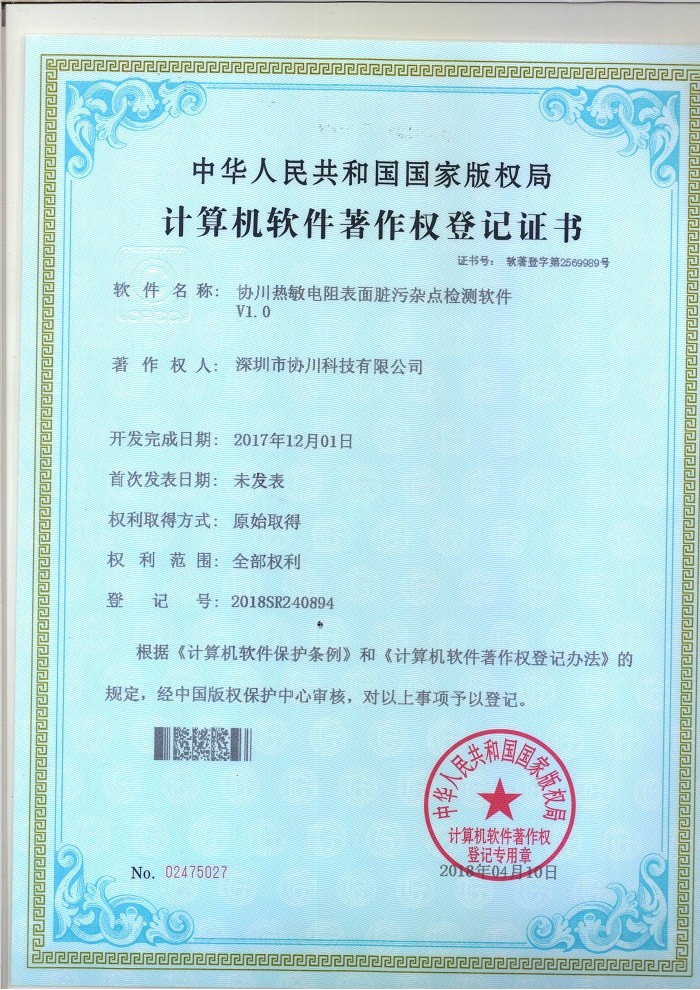 中华人民共和国国家版权局
计算机软件著作权登记证书
证书号： 软著登字第2569989号
软件名称： 协川热敏电阻表面脏污杂点检测软件
V1.0
著作权人： 深圳市协川科技有限公司
开发完成日期： 2017年12月01日
首次发表日期： 未发表
权利取得方式： 原始取得
权利范围： 全部权利
登记号： 2018SR240894
根据《计算机软件保护条例》和《计算机软件著作权登记办法》的
规定，经中国版权保护中心审核，对以上事项予以登记。
中华人民共和国国家版权局
计算机软件著作权
登记专用章
No. 02475027
2018年04月10日